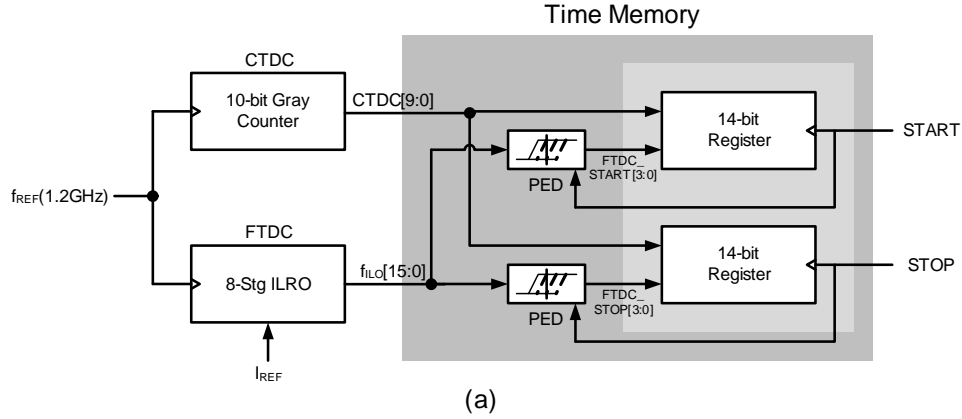 Time Memory
CTDC
10-bit Gray
Counter
CTDC[9:0]
14-bit
Register
START
PED
FTDC_
START[3:0]
fREF(1.2GHz)
FTDC
8-Stg ILRO
fILO[15:0]
14-bit
Register
STOP
PED
FTDC_
STOP[3:0]
IREF
(a)